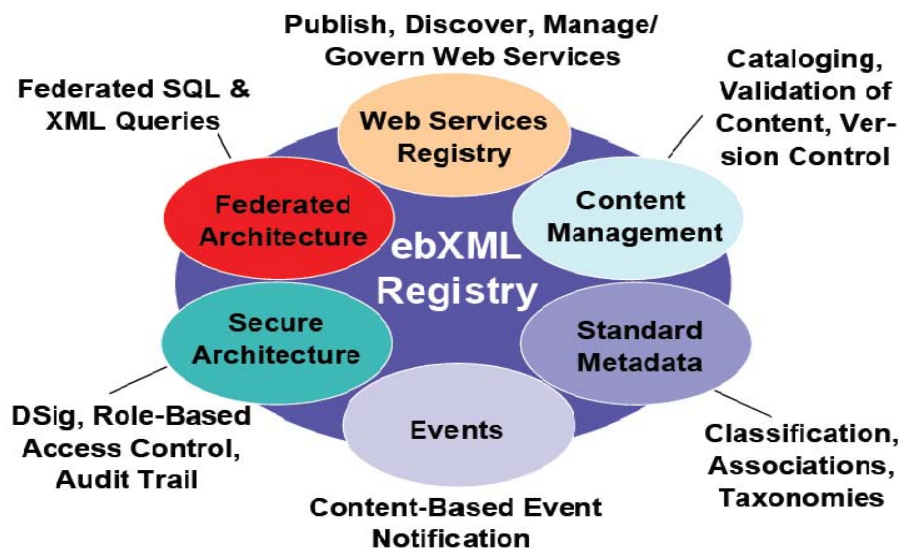 Publish, Discover, Manage/
Govern Web Services
Federated SQL &
XML Queries
Cataloging,
Validation of
Content, Ver-
sion Control
Web Services
Registry
Federated
Architecture
Content
Management
ebXML
Registry
Secure
Architecture
Standard
Metadata
Events
DSig, Role-Based
Access Control,
Audit Trail
Classification,
Associations,
Taxonomies
Content-Based Event
Notification